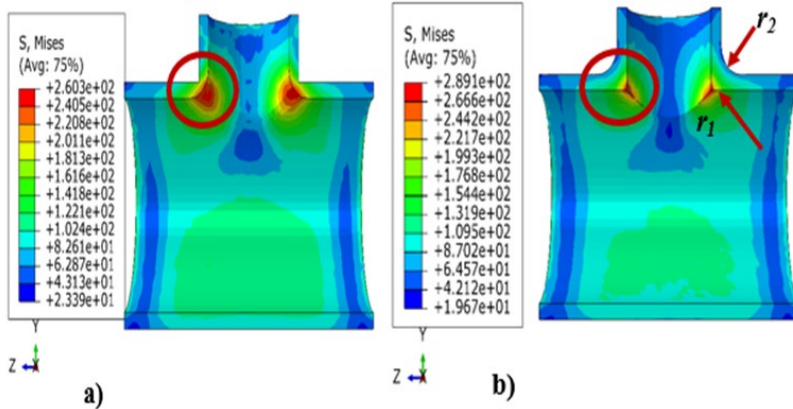 S, Mises
(Avg: 75%)
+2.603e+02
+2.405e+02
+2.208e+02
+2.011e+02
+1.813e+02
+1.616e+02
+1.418e+02
+1.221e+02
+1.024e+02
+8.261e+01
+6.287e+01
+4.313e+01
+2.339e+01
Y
Z
X
a)
S, Mises
(Avg: 75%)
+2.891e+02
+2.666e+02
+2.442e+02
+2.217e+02
+1.993e+02
+1.768e+02
+1.544e+02
+1.319e+02
+1.095e+02
+8.702e+01
+6.457e+01
+4.212e+01
+1.967e+01
r2
r1
Y
Z
X
b)